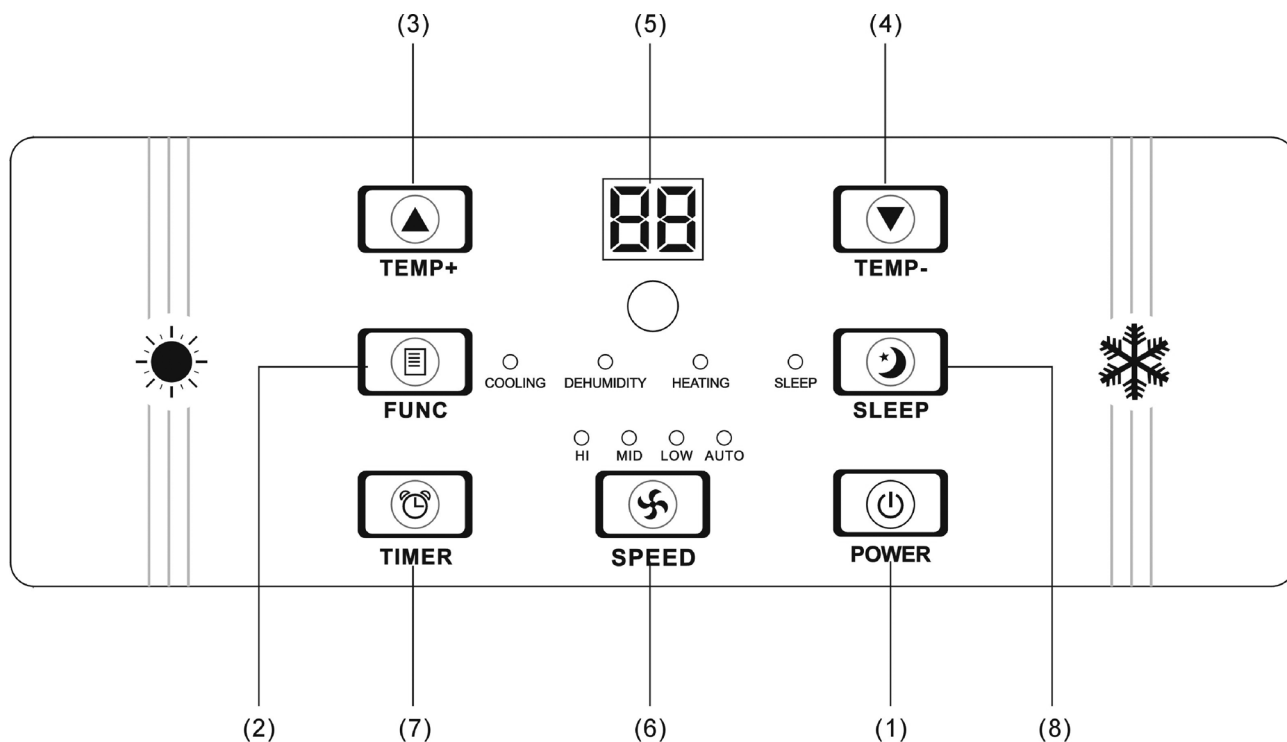 (3) (5) (4)
88
TEMP+ TEMP-
COOLING DEHUMIDITY HEATING SLEEP
FUNC SLEEP
HI MID LOW AUTO
TIMER SPEED POWER
(2) (7) (6) (1) (8)